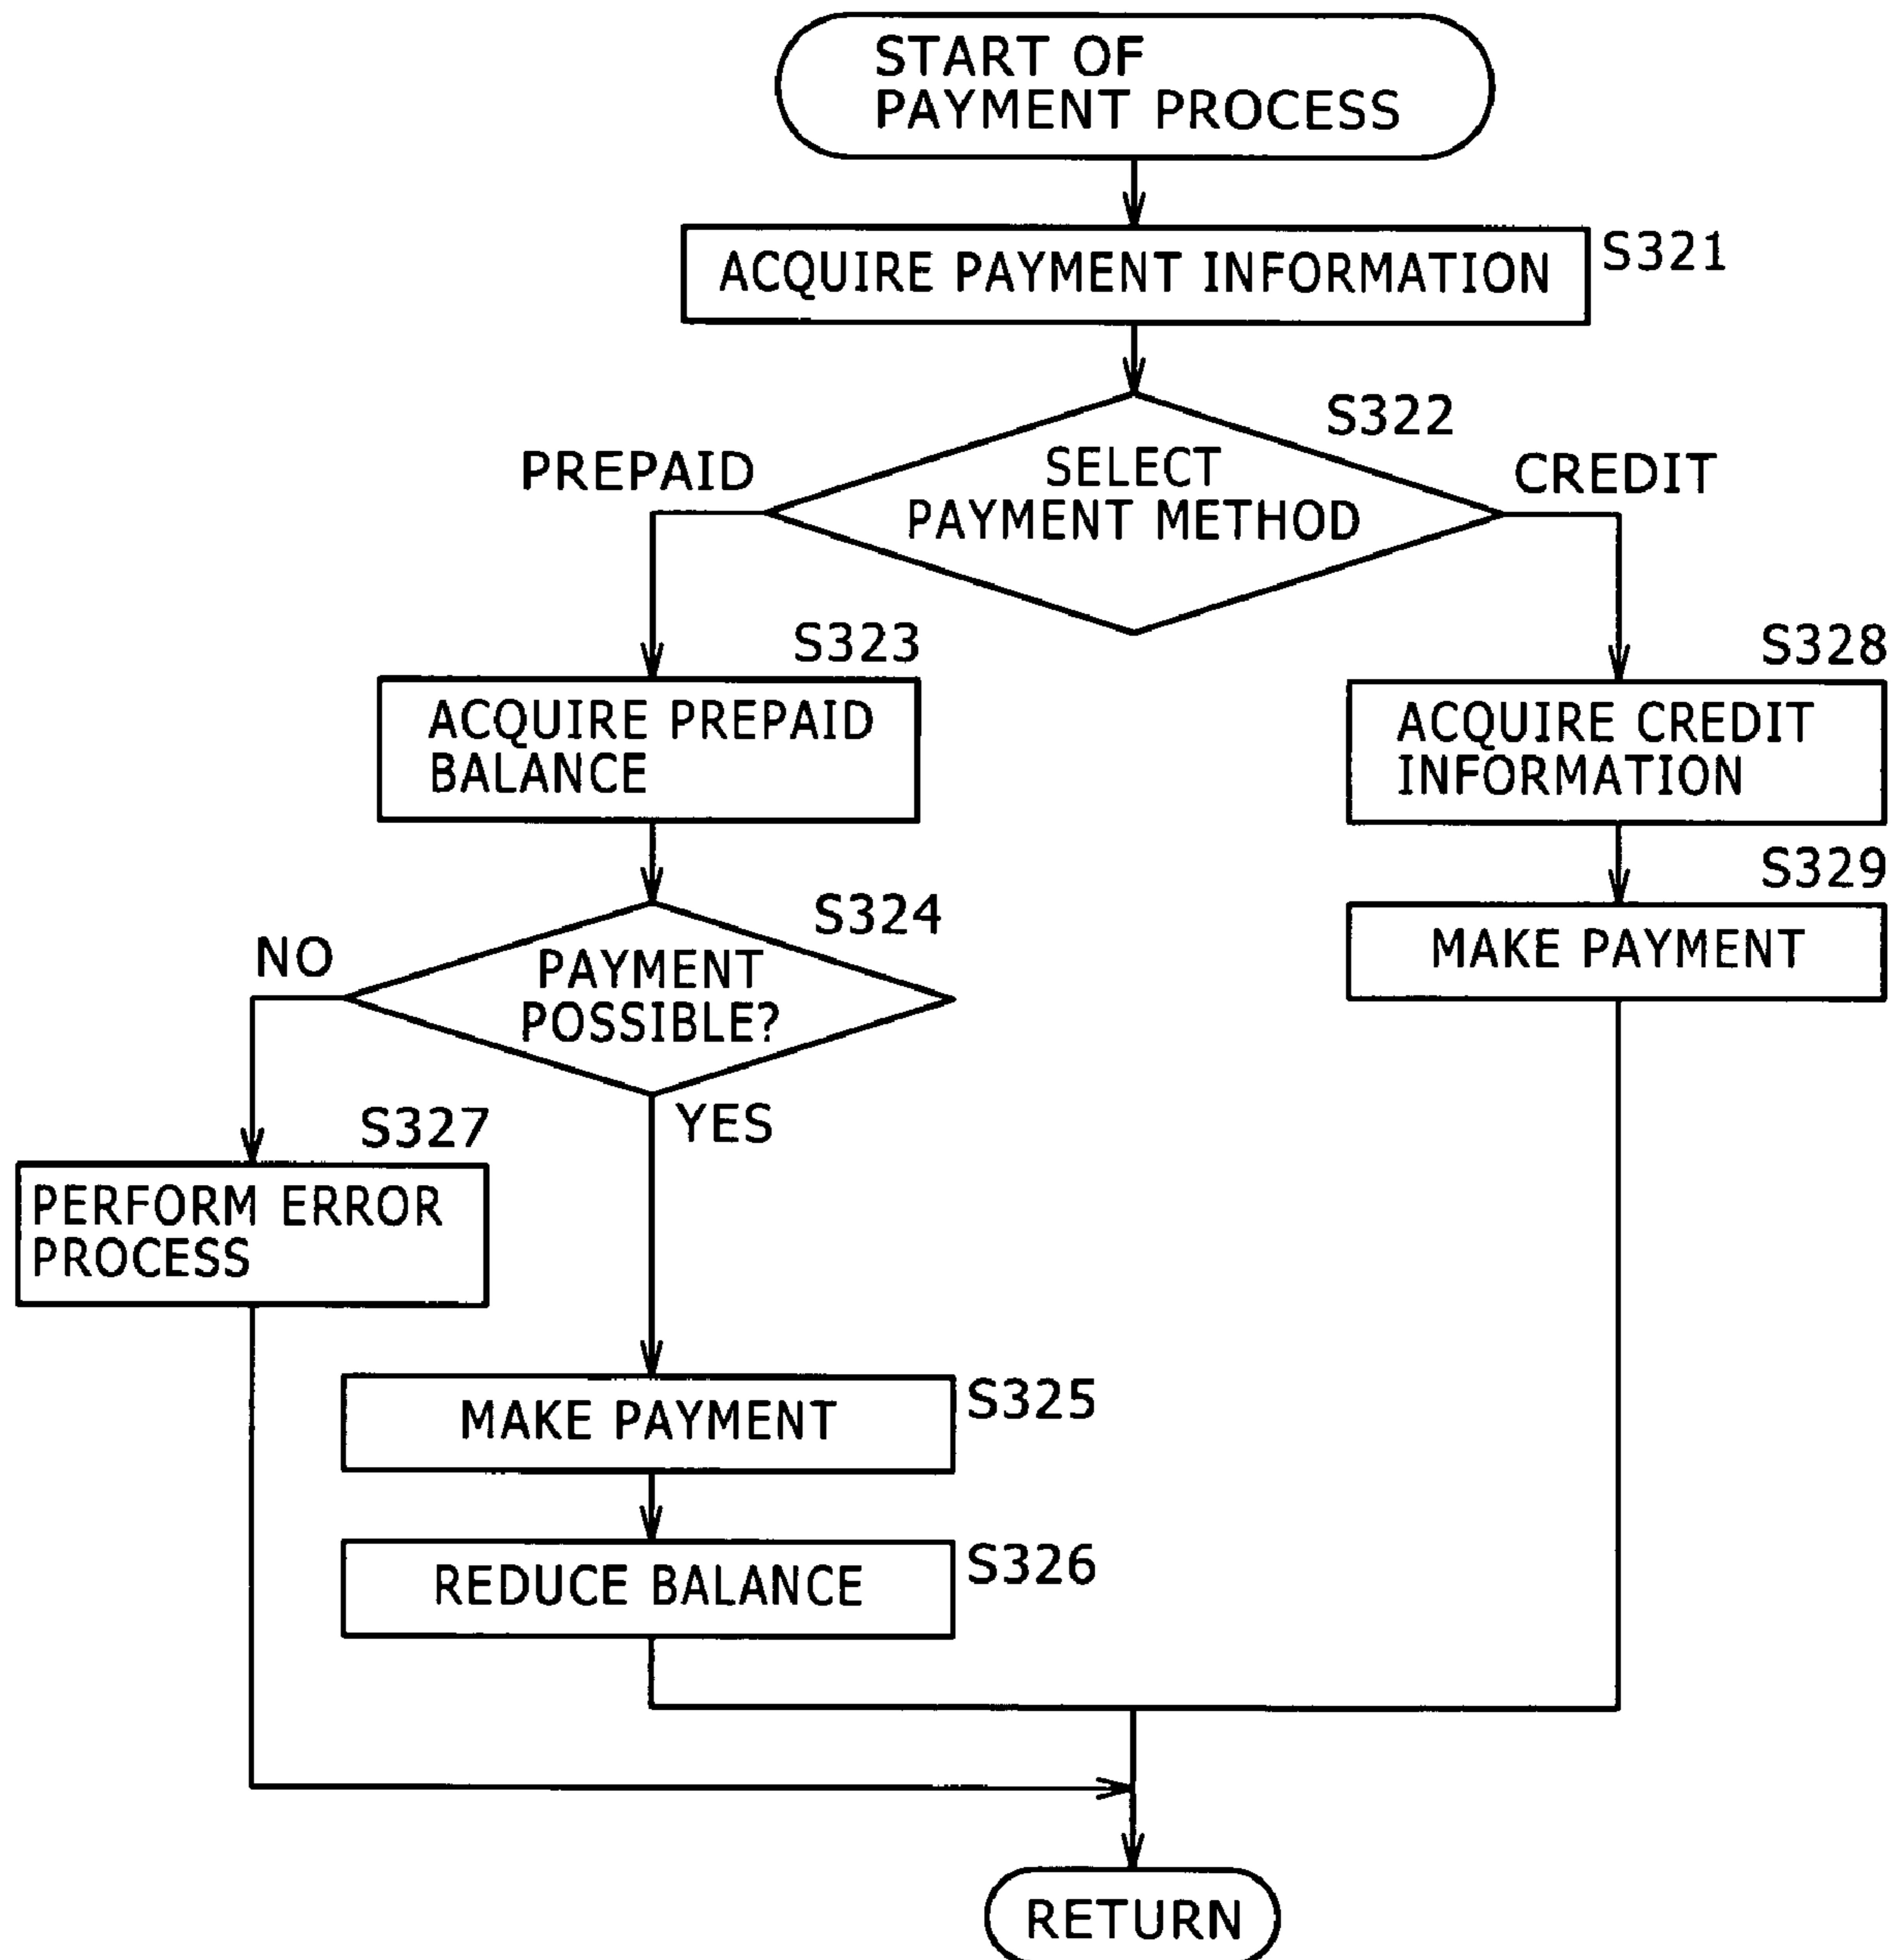 START OF
PAYMENT PROCESS
ACQUIRE PAYMENT INFORMATION
S321
S322
SELECT
PAYMENT METHOD
PREPAID
CREDIT
S323
ACQUIRE PREPAID
BALANCE
S328
ACQUIRE CREDIT
INFORMATION
S324
PAYMENT
POSSIBLE?
NO
YES
S329
MAKE PAYMENT
S327
PERFORM ERROR
PROCESS
MAKE PAYMENT
S325
REDUCE BALANCE
S326
RETURN